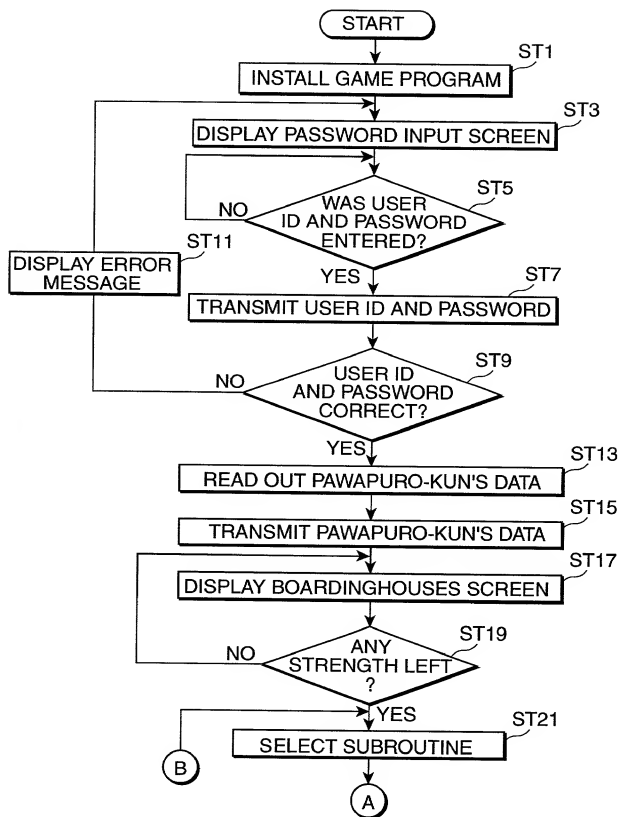 START
ST1
INSTALL GAME PROGRAM
ST3
DISPLAY PASSWORD INPUT SCREEN
ST5
WAS USER
ID AND PASSWORD
ENTERED?
NO
YES
ST11
DISPLAY ERROR
MESSAGE
ST7
TRANSMIT USER ID AND PASSWORD
ST9
USER ID
AND PASSWORD
CORRECT?
NO
YES
ST13
READ OUT PAWAPURO-KUN'S DATA
ST15
TRANSMIT PAWAPURO-KUN'S DATA
ST17
DISPLAY BOARDINGHOUSES SCREEN
ST19
ANY
STRENGTH LEFT
?
NO
YES
ST21
SELECT SUBROUTINE
B
A